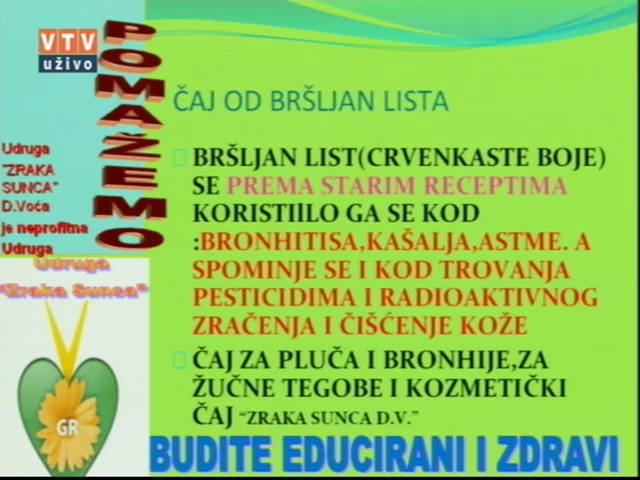 VTV
uživo
POMAŽEMO
Udruga
"ZRAKA
SUNCA"
D.Voća
je neprofitna
Udruga
Udruga
"Zraka Sunca"
GR
ČAJ OD BRŠLJAN LISTA
BRŠLJAN LIST(CRVENKASTE BOJE)
SE PREMA STARIM RECEPTIMA
KORISTIlLO GA SE KOD
:BRONHITISA,KAŠALJA,ASTME. A
SPOMINJE SE I KOD TROVANJA
PESTICIDIMA I RADIOAKTIVNOG
ZRAČENJA I ČIŠĆENJE KOŽE
ČAJ ZA PLUČA I BRONHIJE,ZA
ŽUČNE TEGOBE I KOZMETIČKI
ČAJ "ZRAKA SUNCA D.V."
BUDITE EDUCIRANI I ZDRAVI